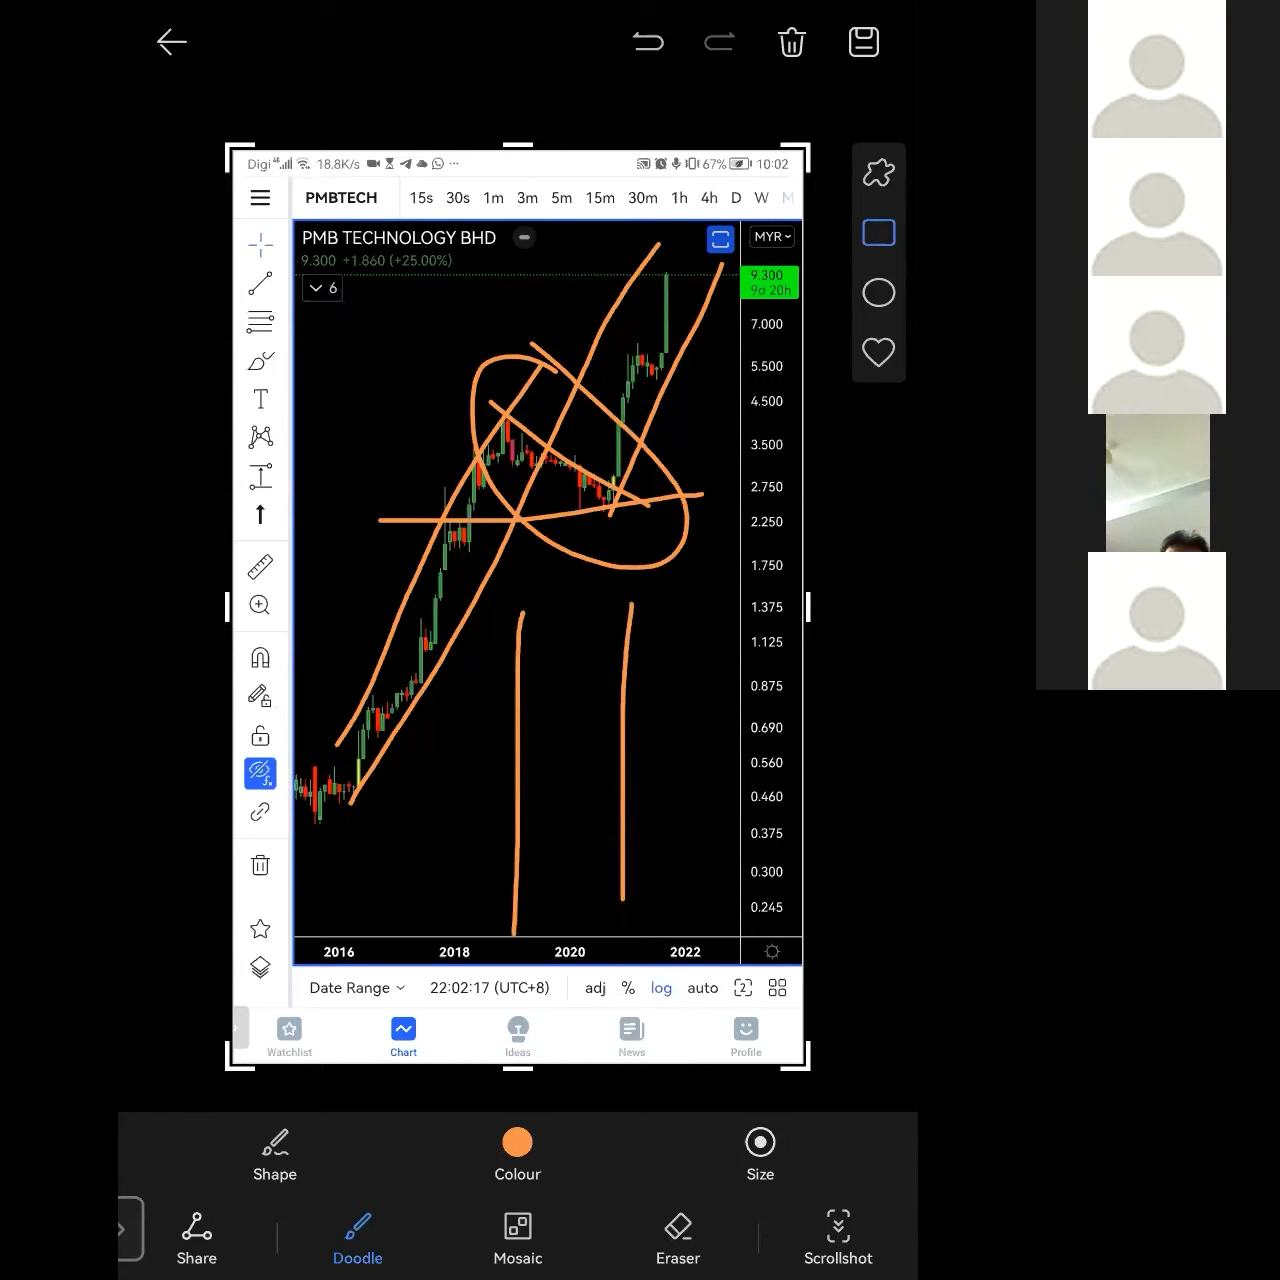 Digi 4G 18.8K/s ··· 67% 10:02
PMBTECH 15s 30s 1m 3m 5m 15m 30m 1h 4h D W M
PMB TECHNOLOGY BHD MYR
9.300 +1.860 (+25.00%)
6
9.300
9d 20h
7.000
5.500
4.500
3.500
2.750
2.250
1.750
1.375
1.125
0.875
0.690
0.560
0.460
0.375
0.300
0.245
2016 2018 2020 2022
Date Range 22:02:17 (UTC+8) adj % log auto 2
Watchlist Chart Ideas News Profile
Shape Colour Size
Share Doodle Mosaic Eraser Scrollshot